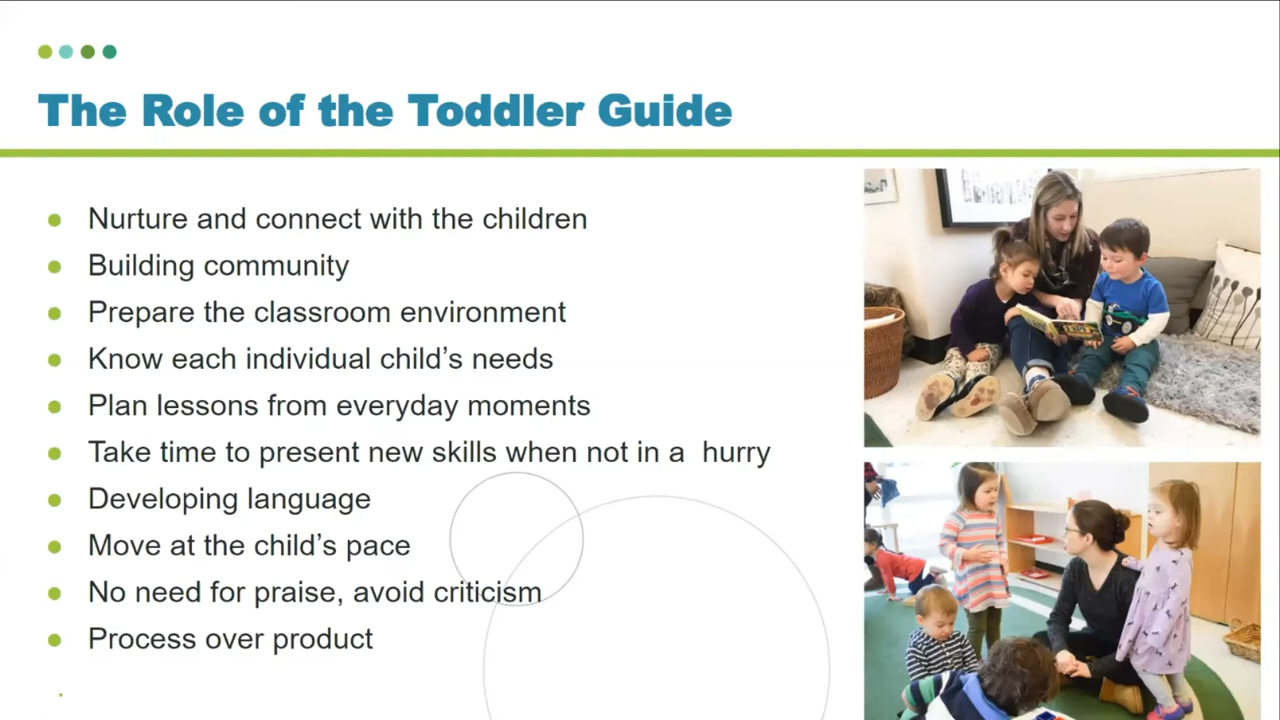 The Role of the Toddler Guide
Nurture and connect with the children
Building community
Prepare the classroom environment
Know each individual child’s needs
Plan lessons from everyday moments
Take time to present new skills when not in a  hurry
Developing language
Move at the child’s pace
No need for praise, avoid criticism
Process over product